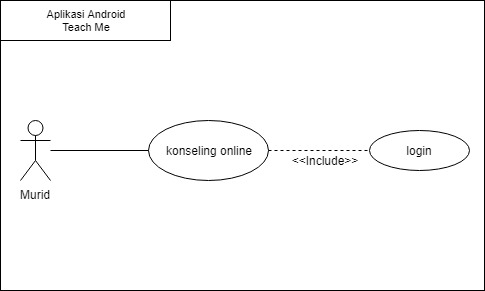 Aplikasi Android
Teach Me
konseling online
login
<<Include>>
Murid